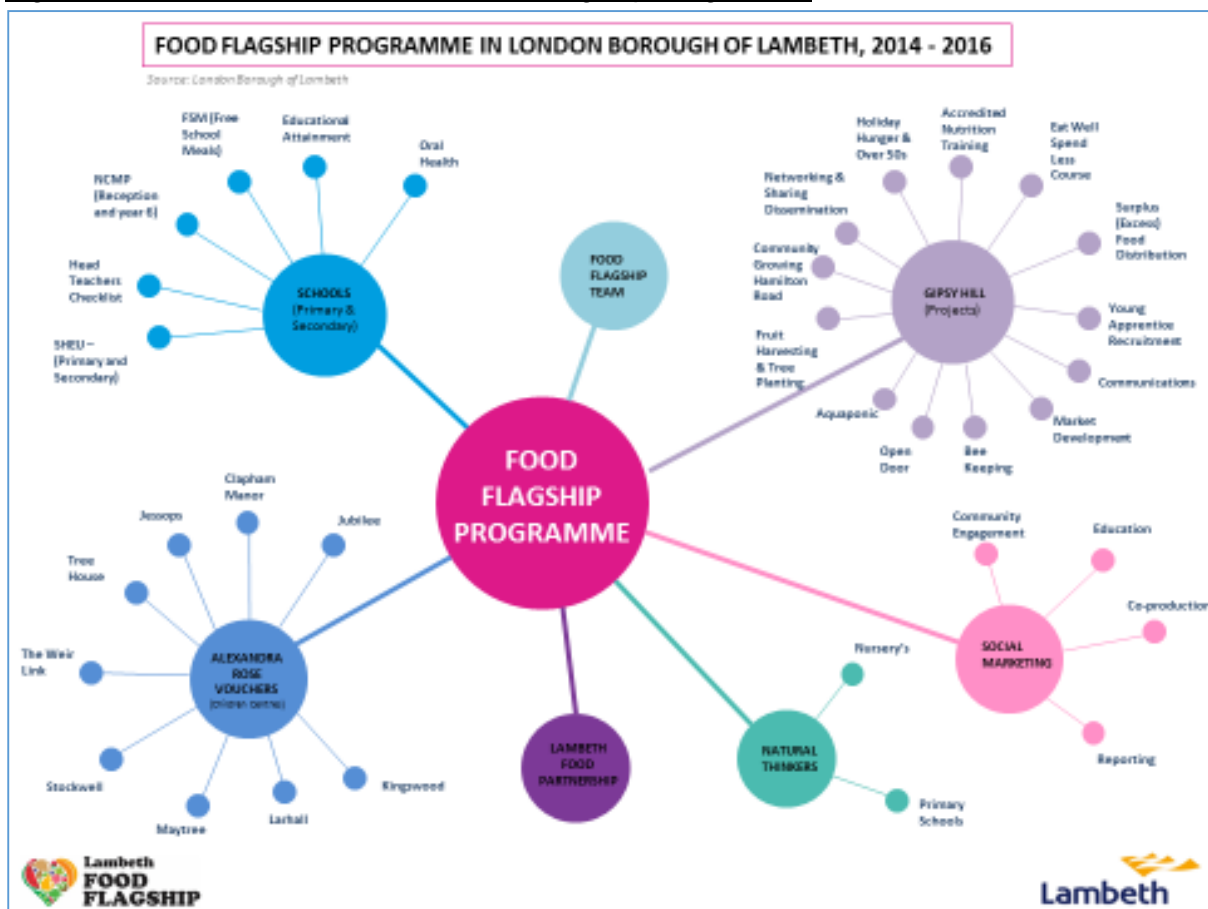 FOOD FLAGSHIP PROGRAMME IN LONDON BOROUGH OF LAMBETH, 2014 - 2016
Source: London Borough of Lambeth
FSM (Free
School
Meals)
Educational
Attainment
Oral
Health
NCMP
(Reception
and year 6)
Head
Teachers
Checklist
SHEU –
(Primary and
Secondary)
SCHOOLS
(Primary &
Secondary)
FOOD
FLAGSHIP
TEAM
Holiday
Hunger &
Over 50s
Accredited
Nutrition
Training
Eat Well
Spend
Less
Course
Networking &
Sharing
Dissemination
Surplus
(Excess)
Food
Distribution
Community
Growing
Hamilton
Road
GIPSY HILL
(Projects)
Young
Apprentice
Recruitment
Fruit
Harvesting
& Tree
Planting
Communications
Aquaponic
Open
Door
Bee
Keeping
Market
Development
FOOD
FLAGSHIP
PROGRAMME
Clapham
Manor
Jessops
Jubilee
Tree
House
The Weir
Link
ALEXANDRA
ROSE
VOUCHERS
(Children Centres)
Stockwell
Maytree
Larhall
Kingswood
LAMBETH
FOOD
PARTNERSHIP
NATURAL
THINKERS
Nursery's
Primary
Schools
Community
Engagement
Education
Co-production
SOCIAL
MARKETING
Reporting
Lambeth
FOOD
FLAGSHIP
Lambeth